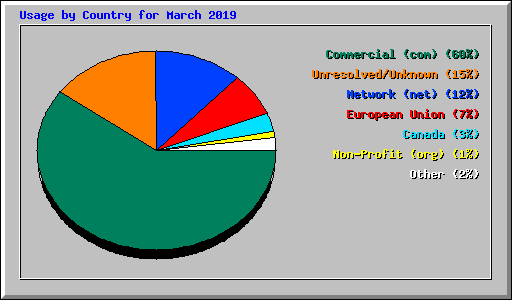 Usage by Country for March 2019
Commercial (com) (60%)
Unresolved/Unknown (15%)
Network (net) (12%)
European Union (7%)
Canada (3%)
Non-Profit (org) (1%)
Other (2%)